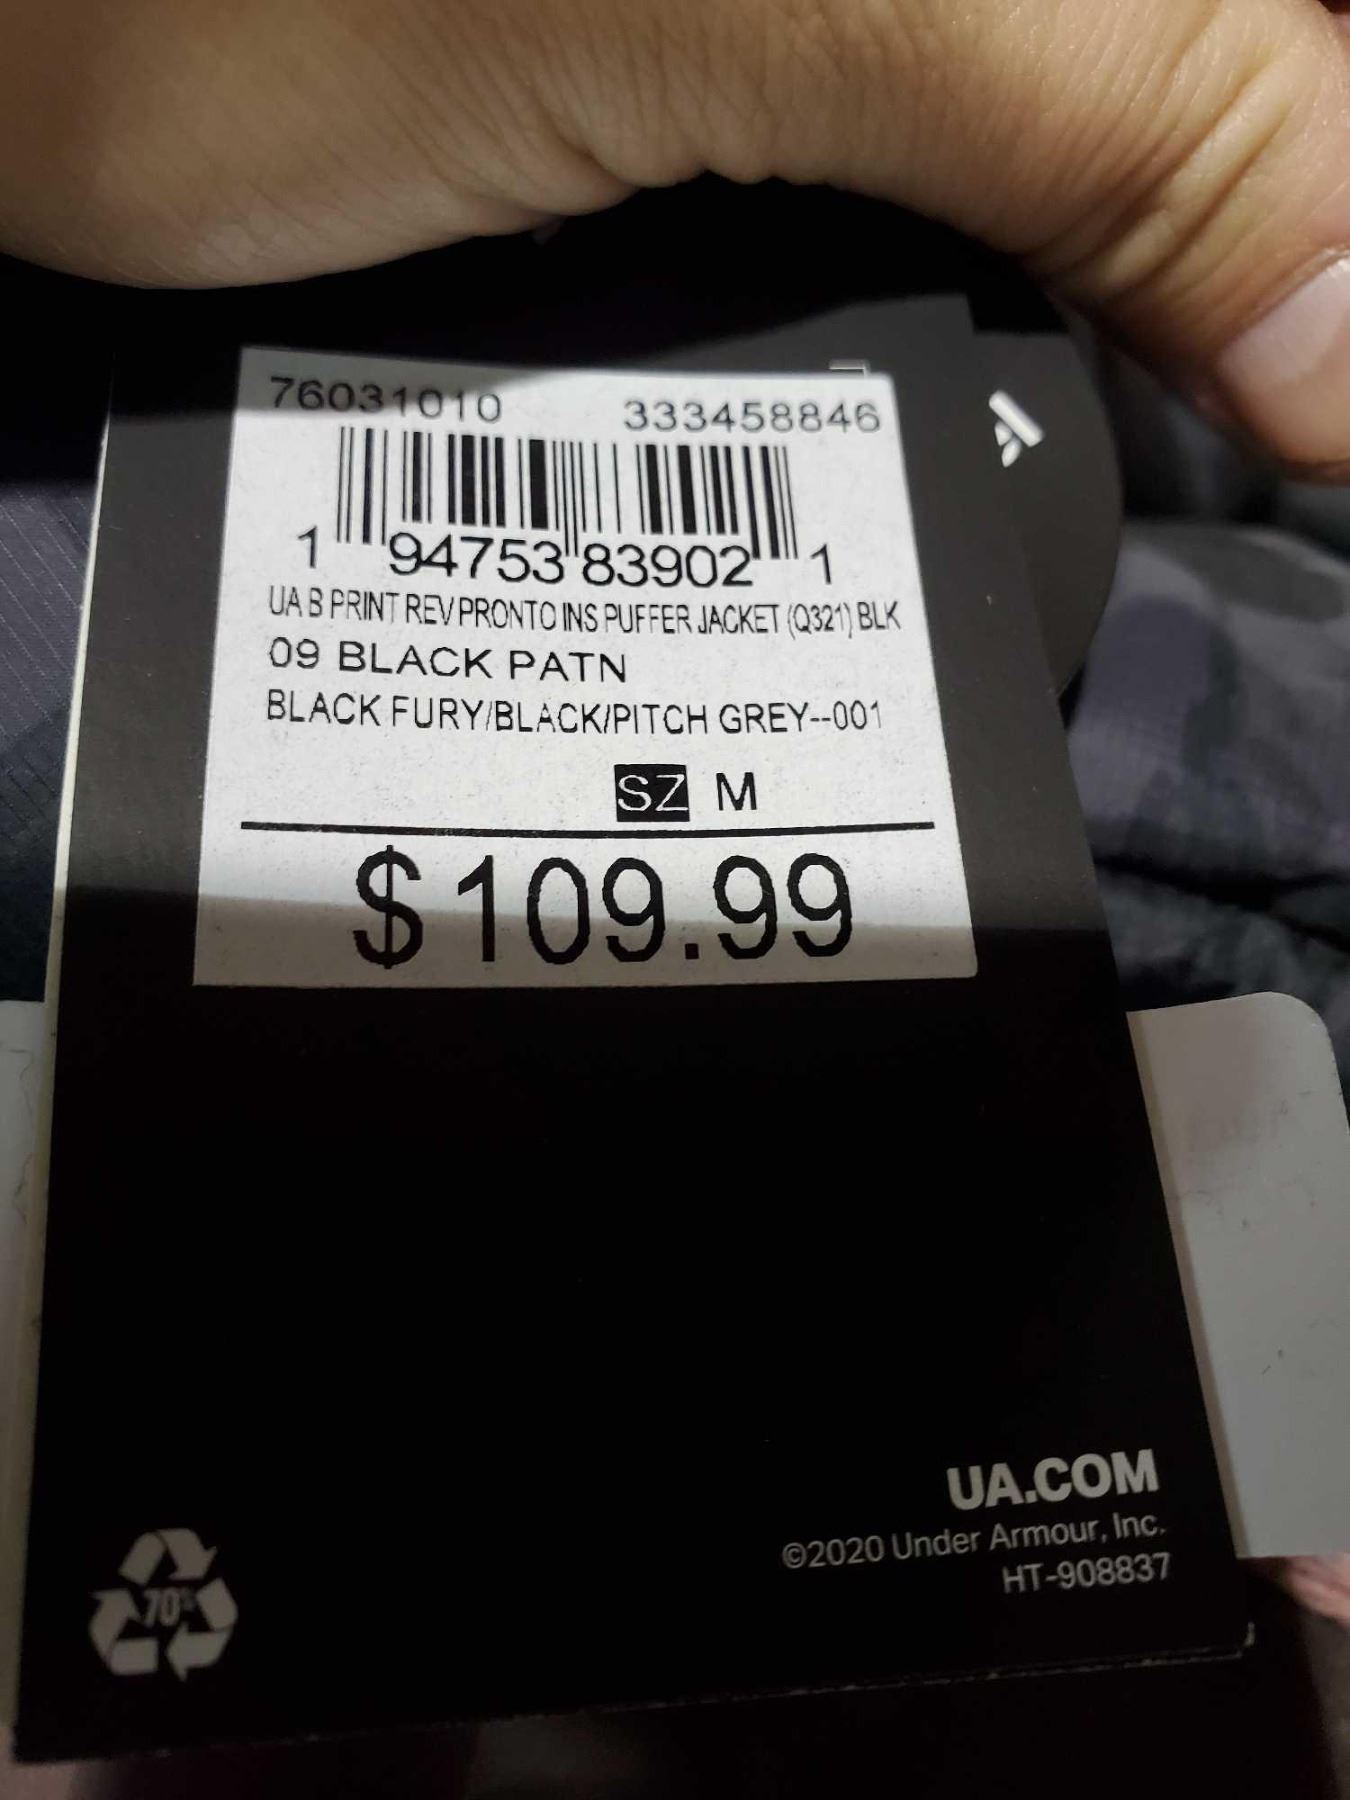 76031010 333458846
1 94753 83902 1
UA B PRINT REV PRONTO INS PUFFER JACKET (Q321) BLK
09 BLACK PATN
BLACK FURY/BLACK/PITCH GREY--001
SZ M
$109.99
UA.COM
©2020 Under Armour, Inc.
HT-908837
70%